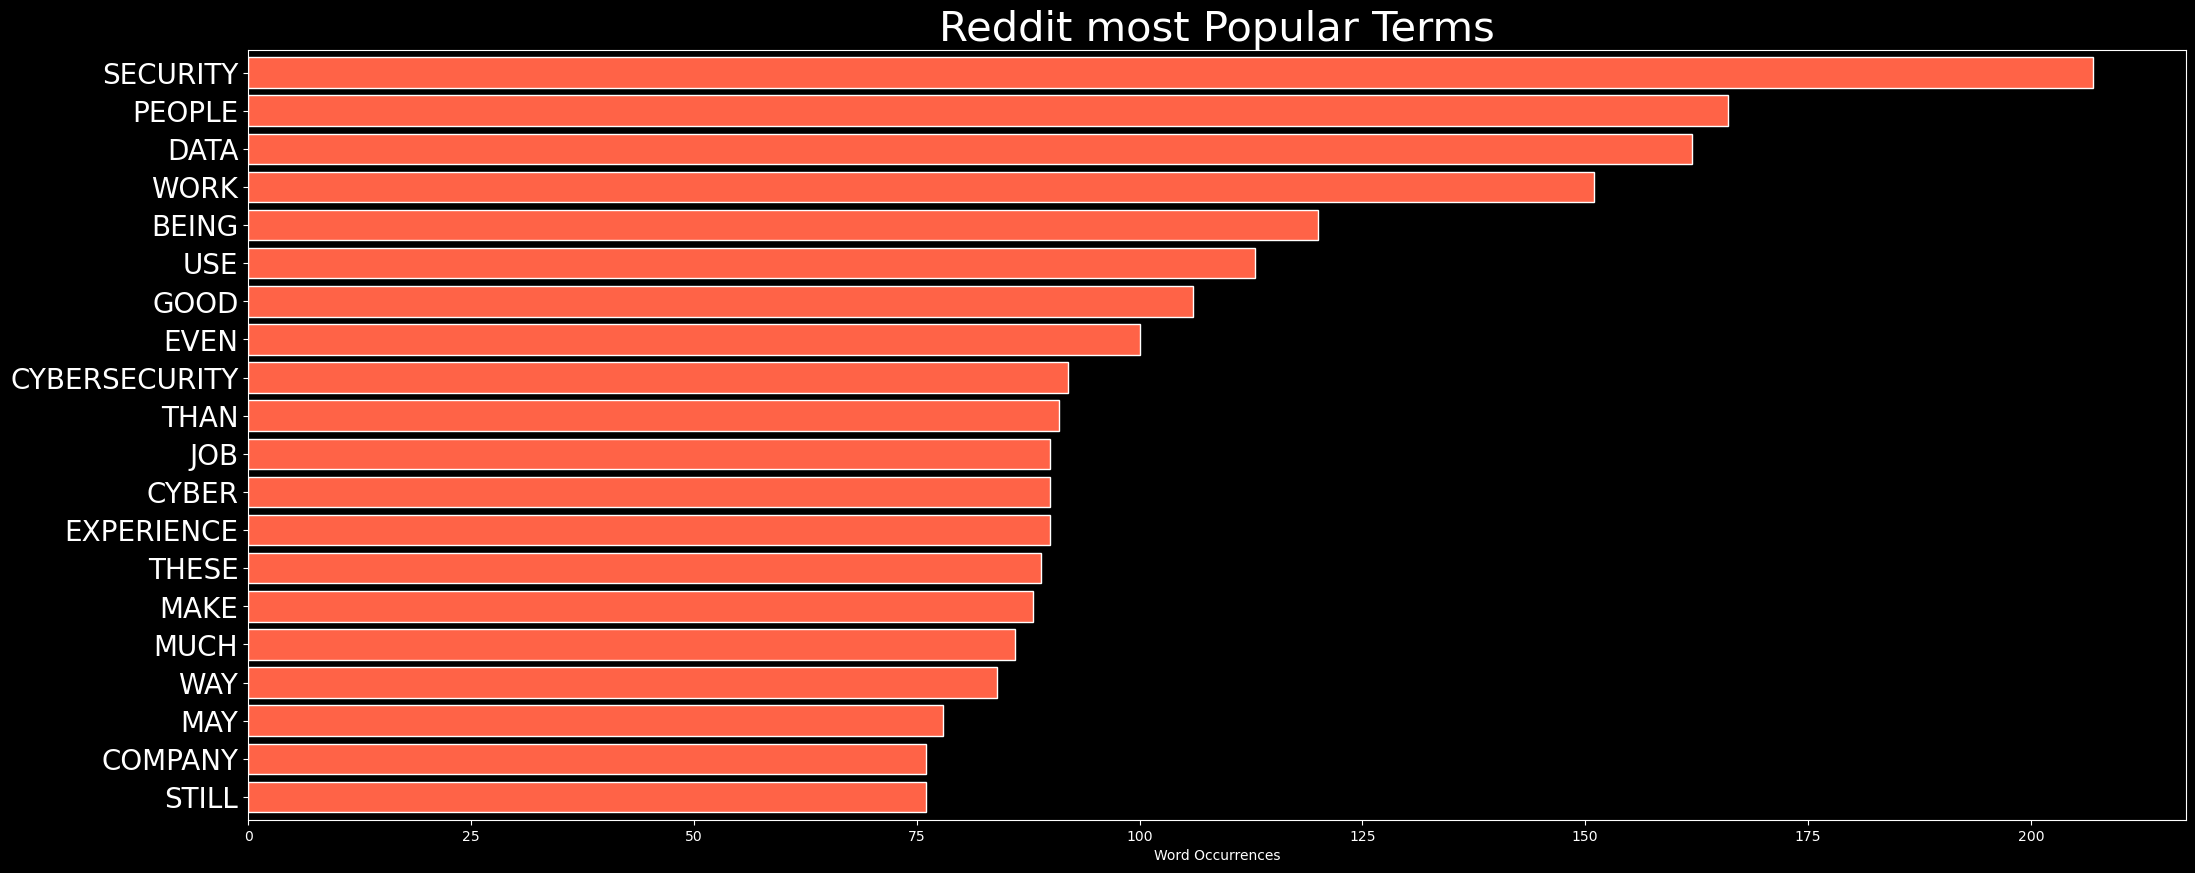 Reddit most Popular Terms
SECURITY
PEOPLE
DATA
WORK
BEING
USE
GOOD
EVEN
CYBERSECURITY
THAN
JOB
CYBER
EXPERIENCE
THESE
MAKE
MUCH
WAY
MAY
COMPANY
STILL
0 25 50 75 100 125 150 175 200
Word Occurrences